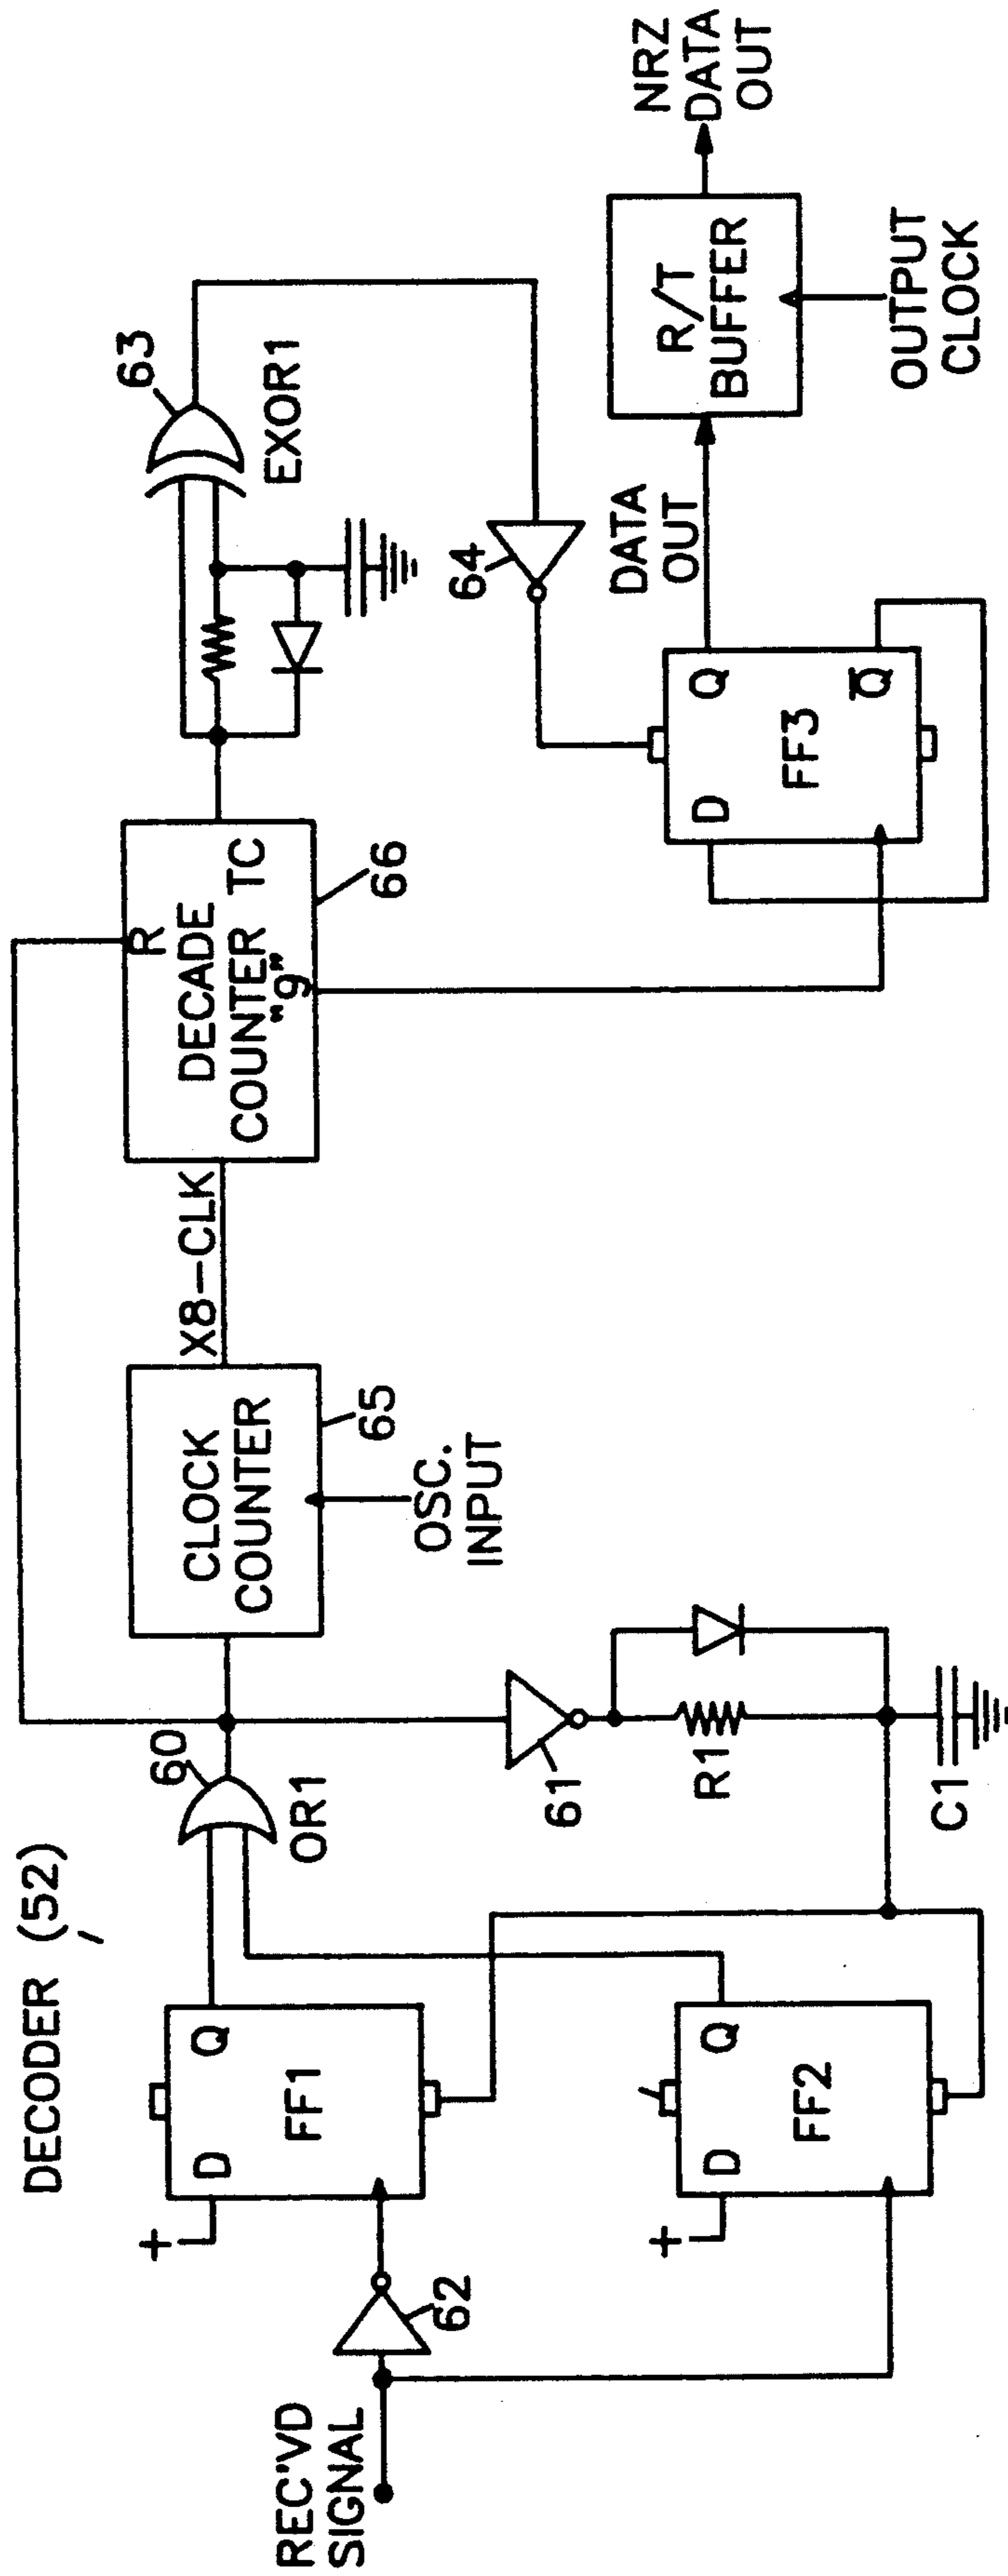 DECODER (52)
REC'VD
SIGNAL
62
+
D
Q
FF1
+
D
Q
FF2
60
OR1
61
R1
C1
CLOCK
COUNTER
65
OSC.
INPUT
X8-CLK
R
DECADE
COUNTER TC
"9"
66
63
EXOR1
64
D
Q
FF3
Q̅
DATA
OUT
R/T
BUFFER
OUTPUT
CLOCK
NRZ
DATA
OUT